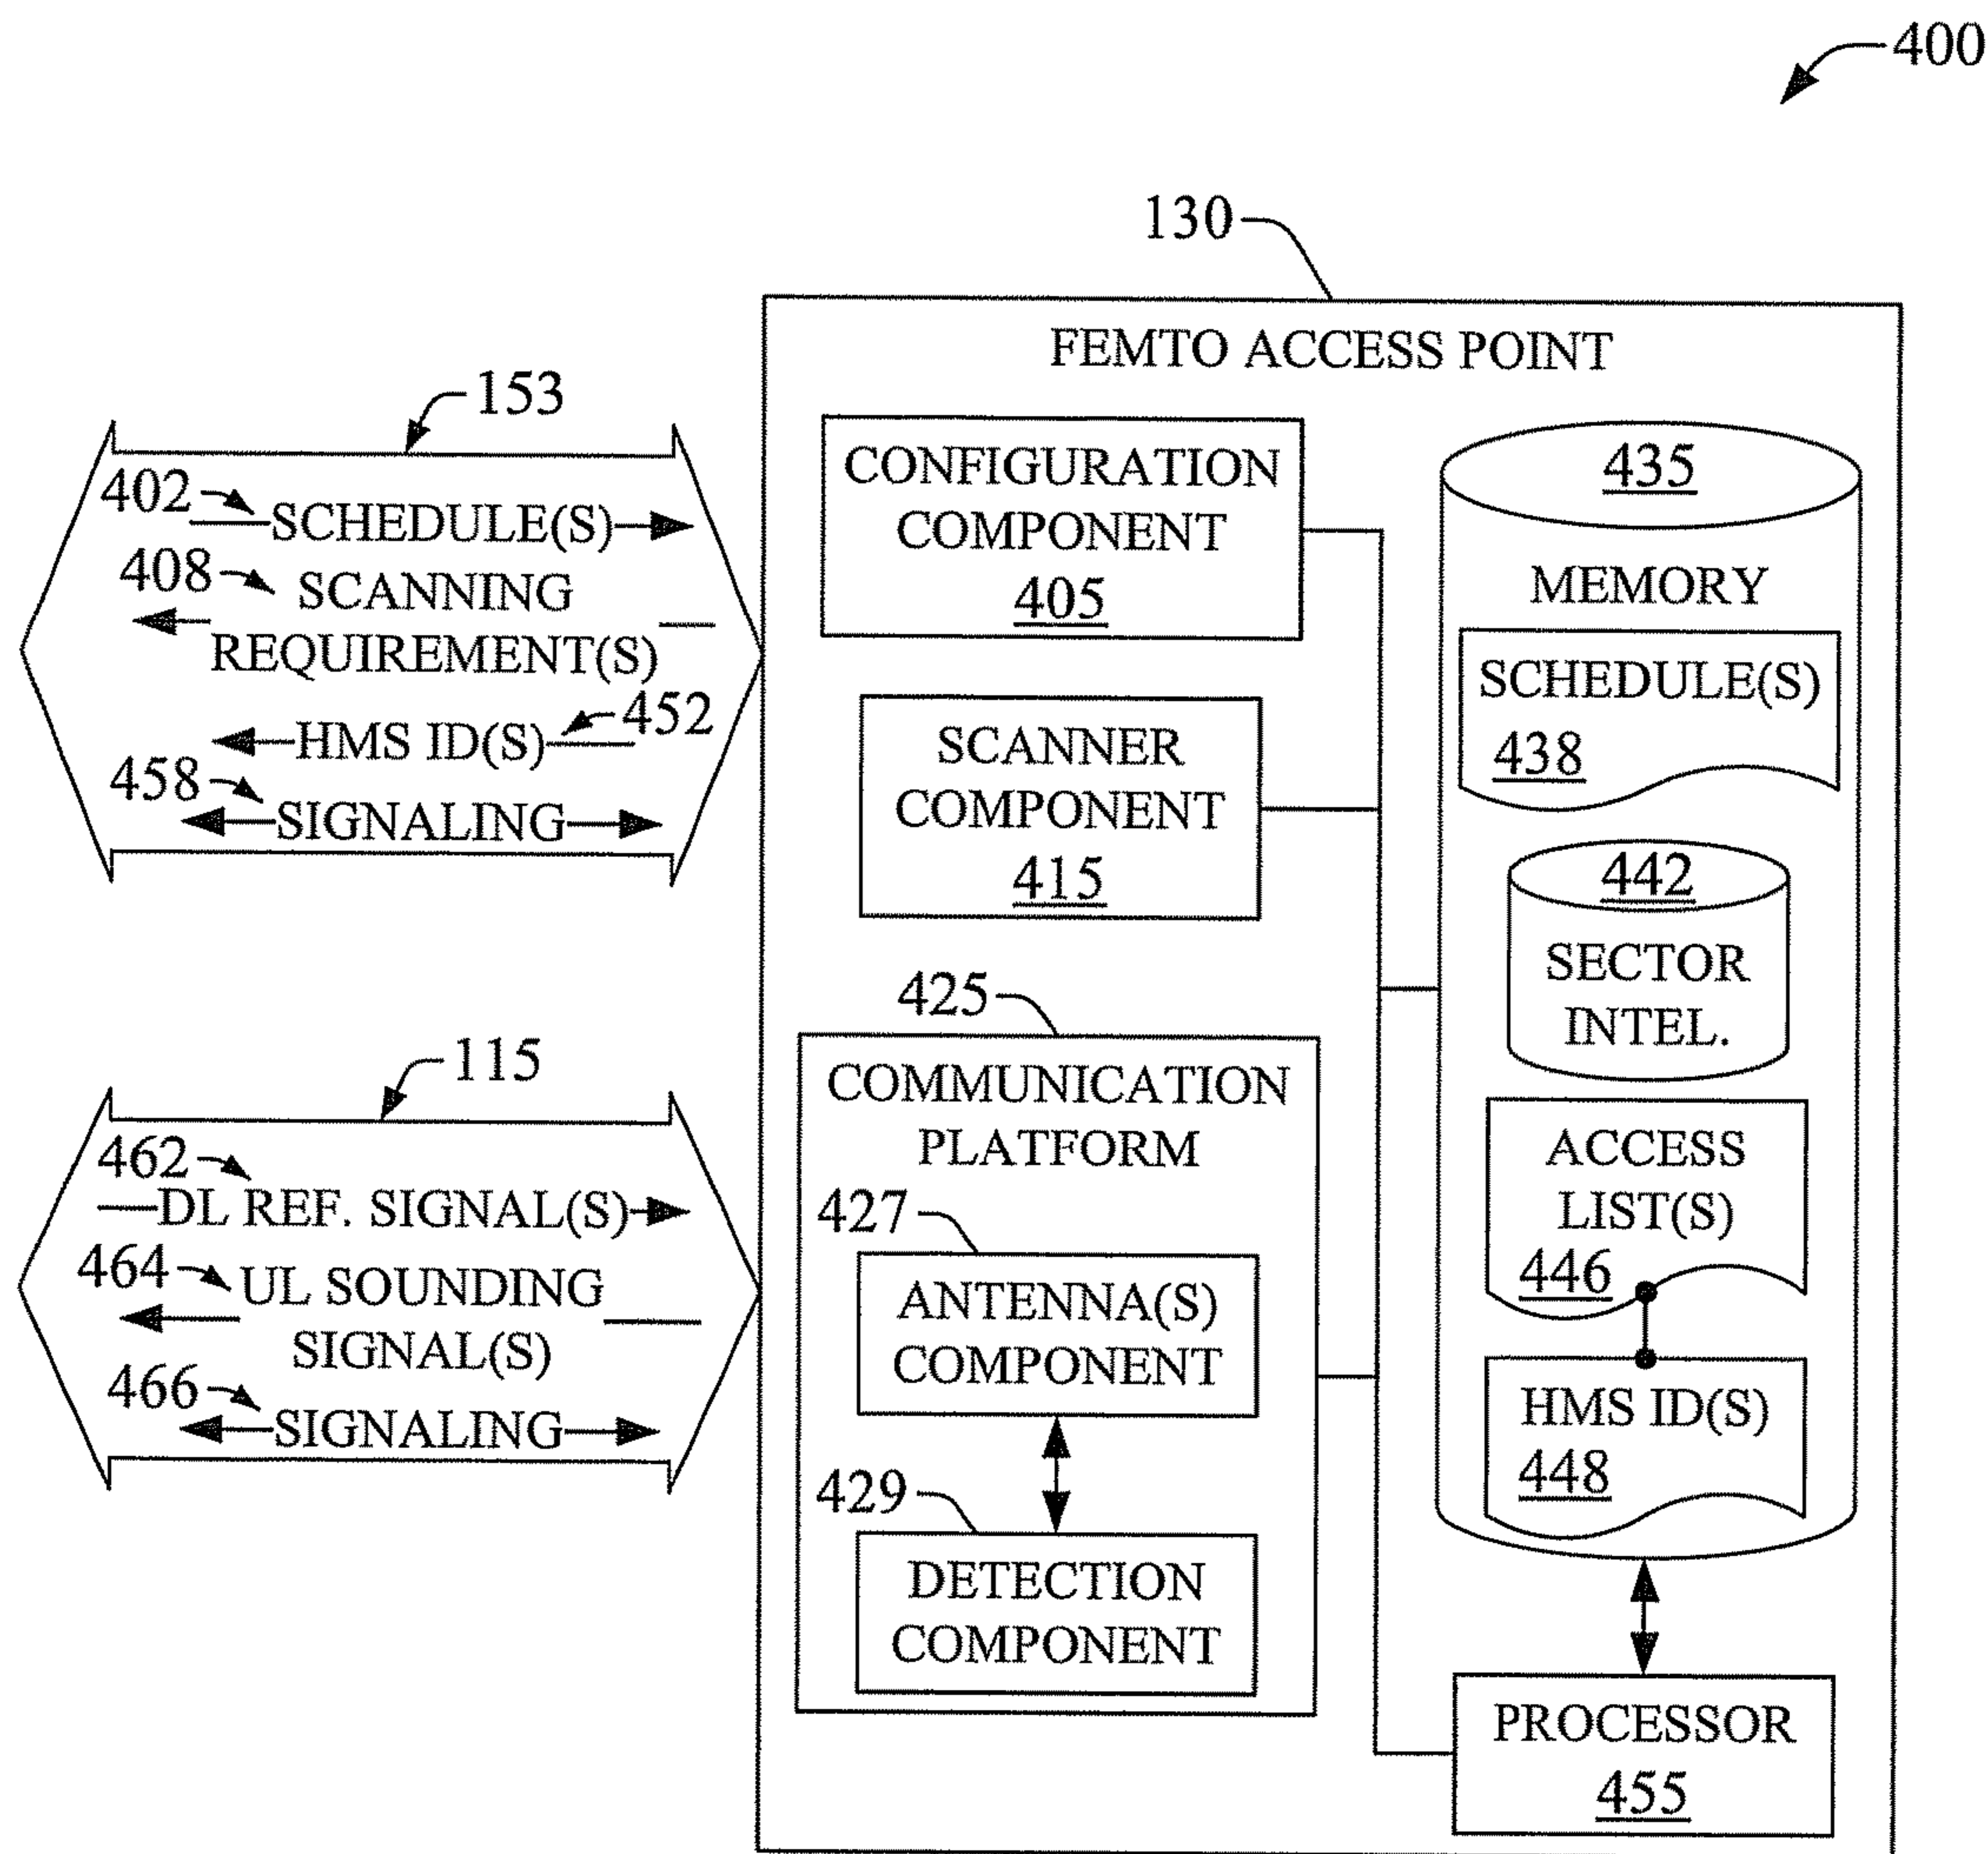 400
130
FEMTO ACCESS POINT
153
402
SCHEDULE(S)
408
SCANNING
REQUIREMENT(S)
452
HMS ID(S)
458
SIGNALING
115
462
DL REF. SIGNAL(S)
464
UL SOUNDING
SIGNAL(S)
466
SIGNALING
CONFIGURATION
COMPONENT
405
SCANNER
COMPONENT
415
425
COMMUNICATION
PLATFORM
427
ANTENNA(S)
COMPONENT
429
DETECTION
COMPONENT
435
MEMORY
SCHEDULE(S)
438
442
SECTOR
INTEL.
ACCESS
LIST(S)
446
HMS ID(S)
448
PROCESSOR
455